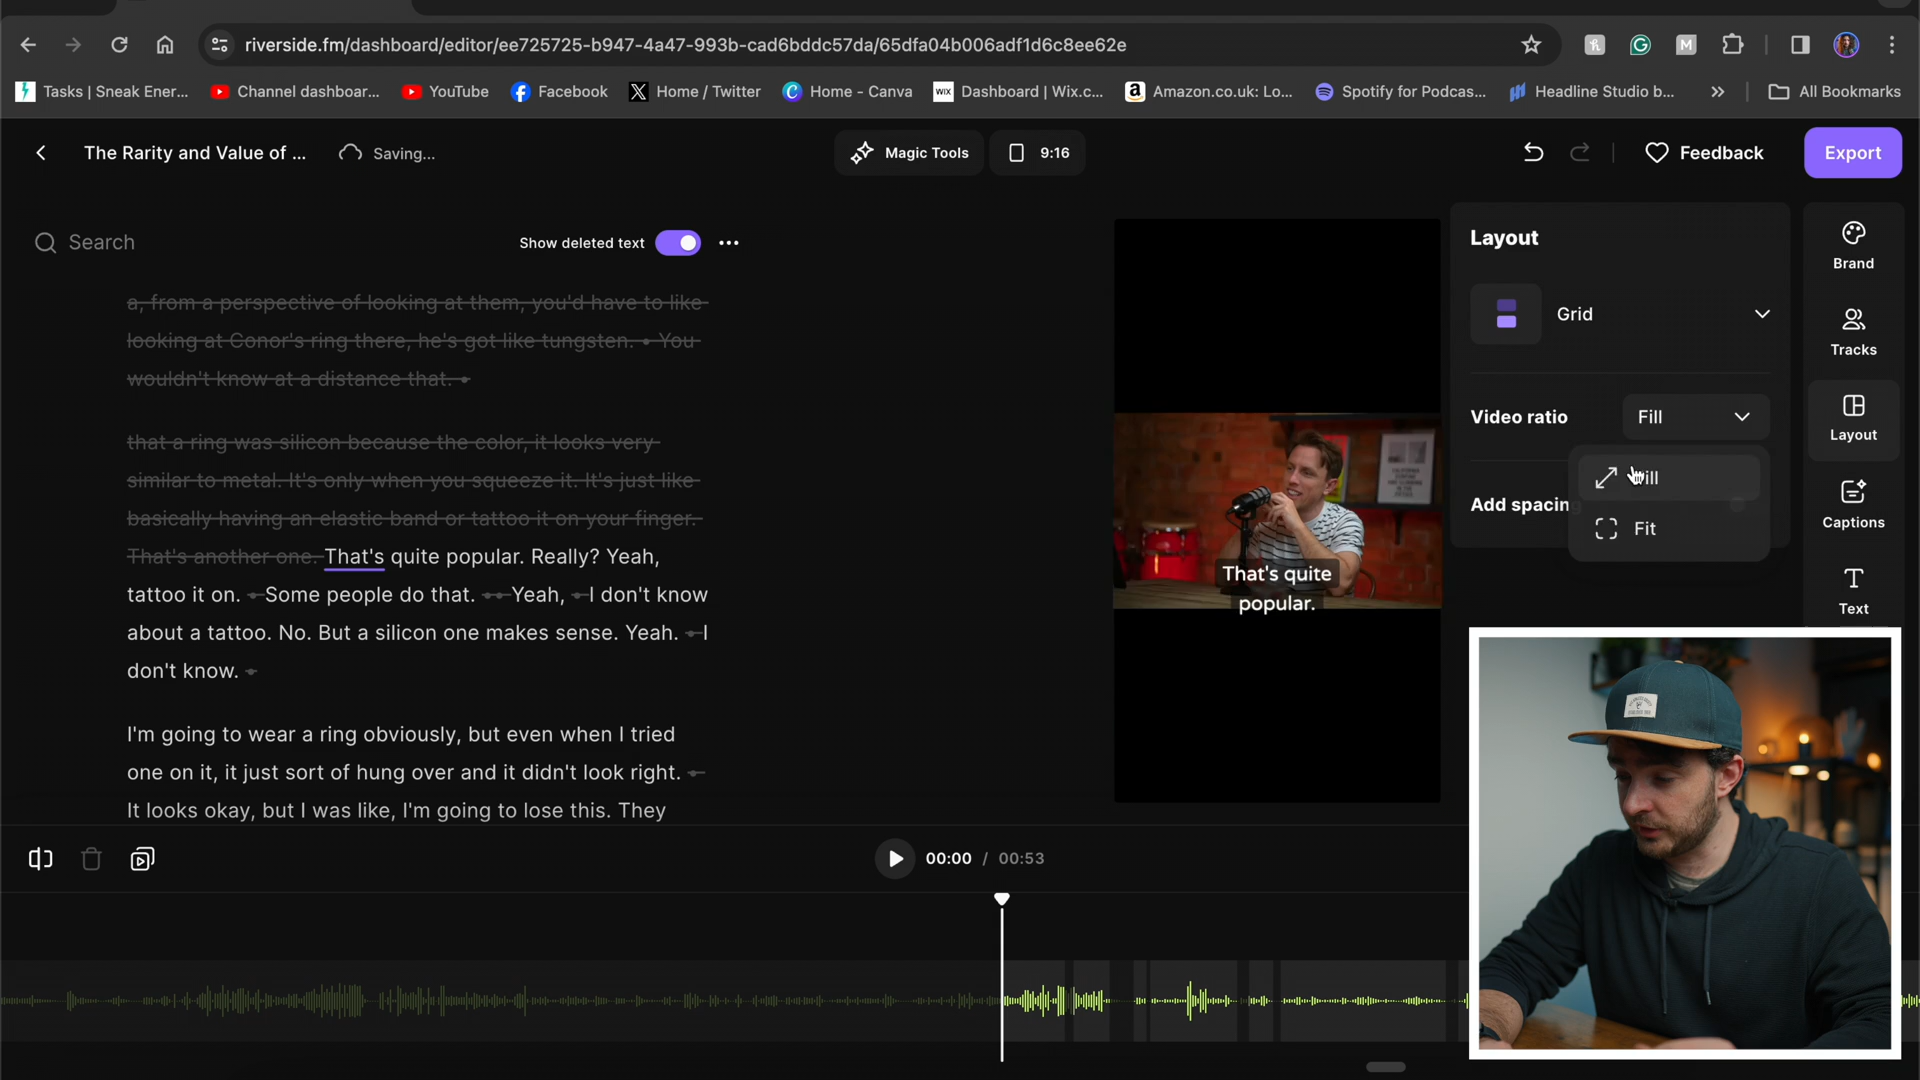 riverside.fm/dashboard/editor/ee725725-b947-4a47-993b-cad6bddc57da/65dfa04b006adf1d6c8ee62e
Tasks | Sneak Ener...
Channel dashboar...
YouTube
Facebook
Home / Twitter
Home - Canva
WIX
Dashboard | Wix.c...
Amazon.co.uk: Lo...
Spotify for Podcas...
Headline Studio b...
All Bookmarks
The Rarity and Value of ...
Saving...
Magic Tools
9:16
Feedback
Export
Search
Show deleted text
a, from a perspective of looking at them, you'd have to like
looking at Conor's ring there, he's got like tungsten. • You
wouldn't know at a distance that.
that a ring was silicon because the color, it looks very
similar to metal. It's only when you squeeze it. It's just like
basically having an elastic band or tattoo it on your finger.
That's another one. That's quite popular. Really? Yeah,
tattoo it on. Some people do that. Yeah, I don't know
about a tattoo. No. But a silicon one makes sense. Yeah. I
don't know.
I'm going to wear a ring obviously, but even when I tried
one on it, it just sort of hung over and it didn't look right.
It looks okay, but I was like, I'm going to lose this. They
That's quite
popular.
Layout
Grid
Video ratio
Fill
Fit
Add spacin
Brand
Tracks
Layout
Captions
Text
00:00 / 00:53